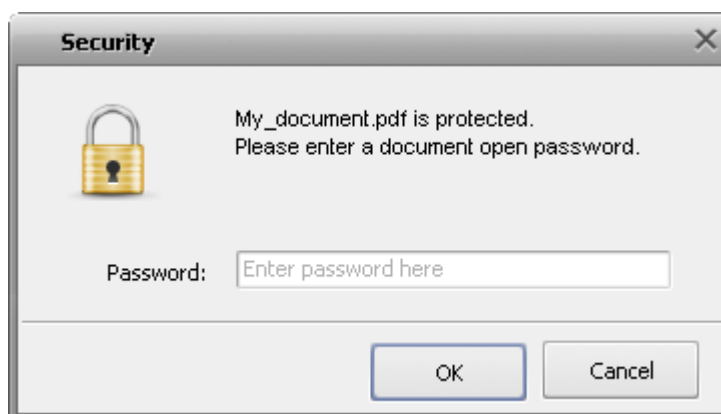 Security
My_document.pdf is protected.
Please enter a document open password.
Password: Enter password here
OK Cancel